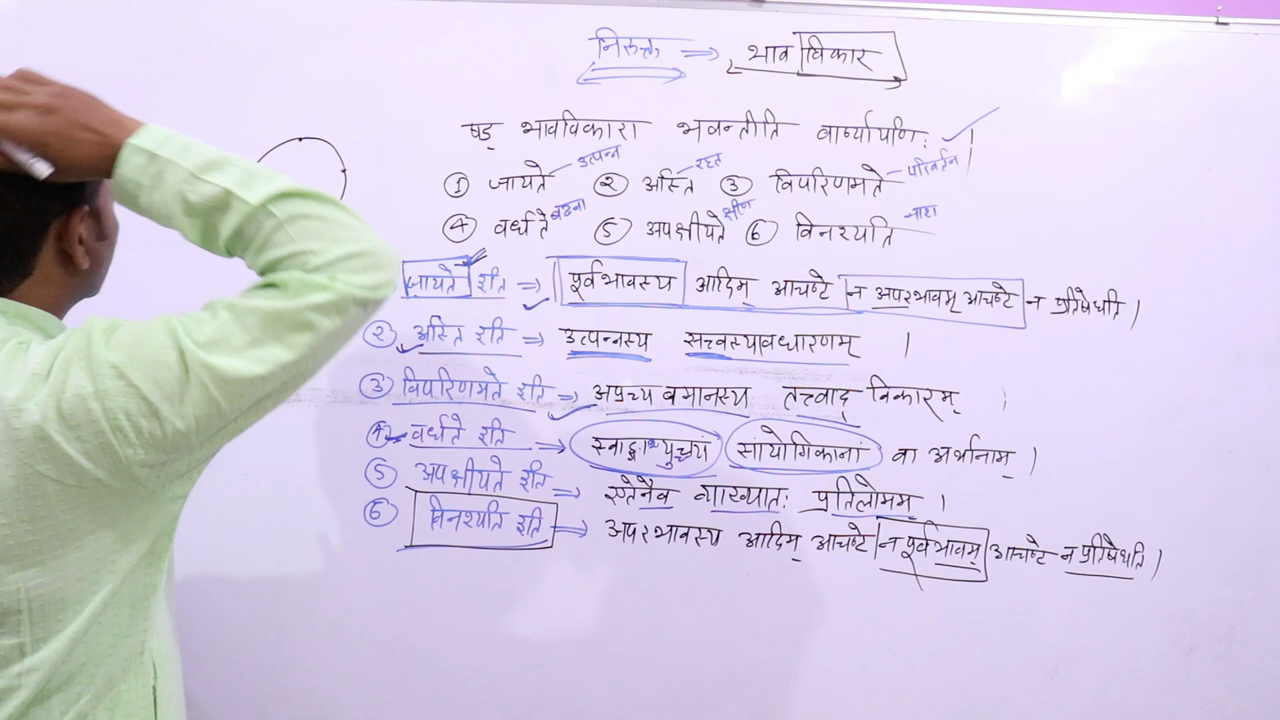 निरुक्त ⇒ भाव विकार
षड् भावविकारा भवन्तीति वार्ष्यायणिः ✓ ।
① जायते – उत्पन्न ② अस्ति – रहत ③ विपरिणमते – परिवर्तन ।
④ वर्धते बढना ⑤ अपक्षीयते क्षीण ⑥ विनश्यति – नाश
जायते इति ⇒ पूर्वभावस्य आदिम् आचष्टे न अपरभावम् आचष्टे न प्रतिषेधति ।
② अस्ति इति ⇒ उत्पन्नस्य सत्त्वस्यावधारणम् ।
③ विपरिणमते इति ⇒ अप्रच्यवमानस्य तत्त्वाद् विकारम् ।
④ वर्धते इति ⇒ स्वाङ्गाभ्युच्चयं सांयोगिकानां वा अर्थानाम् ।
⑤ अपक्षीयते इति ⇒ एतेनैव व्याख्यातः प्रतिलोमम् ।
⑥ विनश्यति इति ⇒ अपरभावस्य आदिम् आचष्टे न पूर्वभावम् आचष्टे न प्रतिषेधति ।